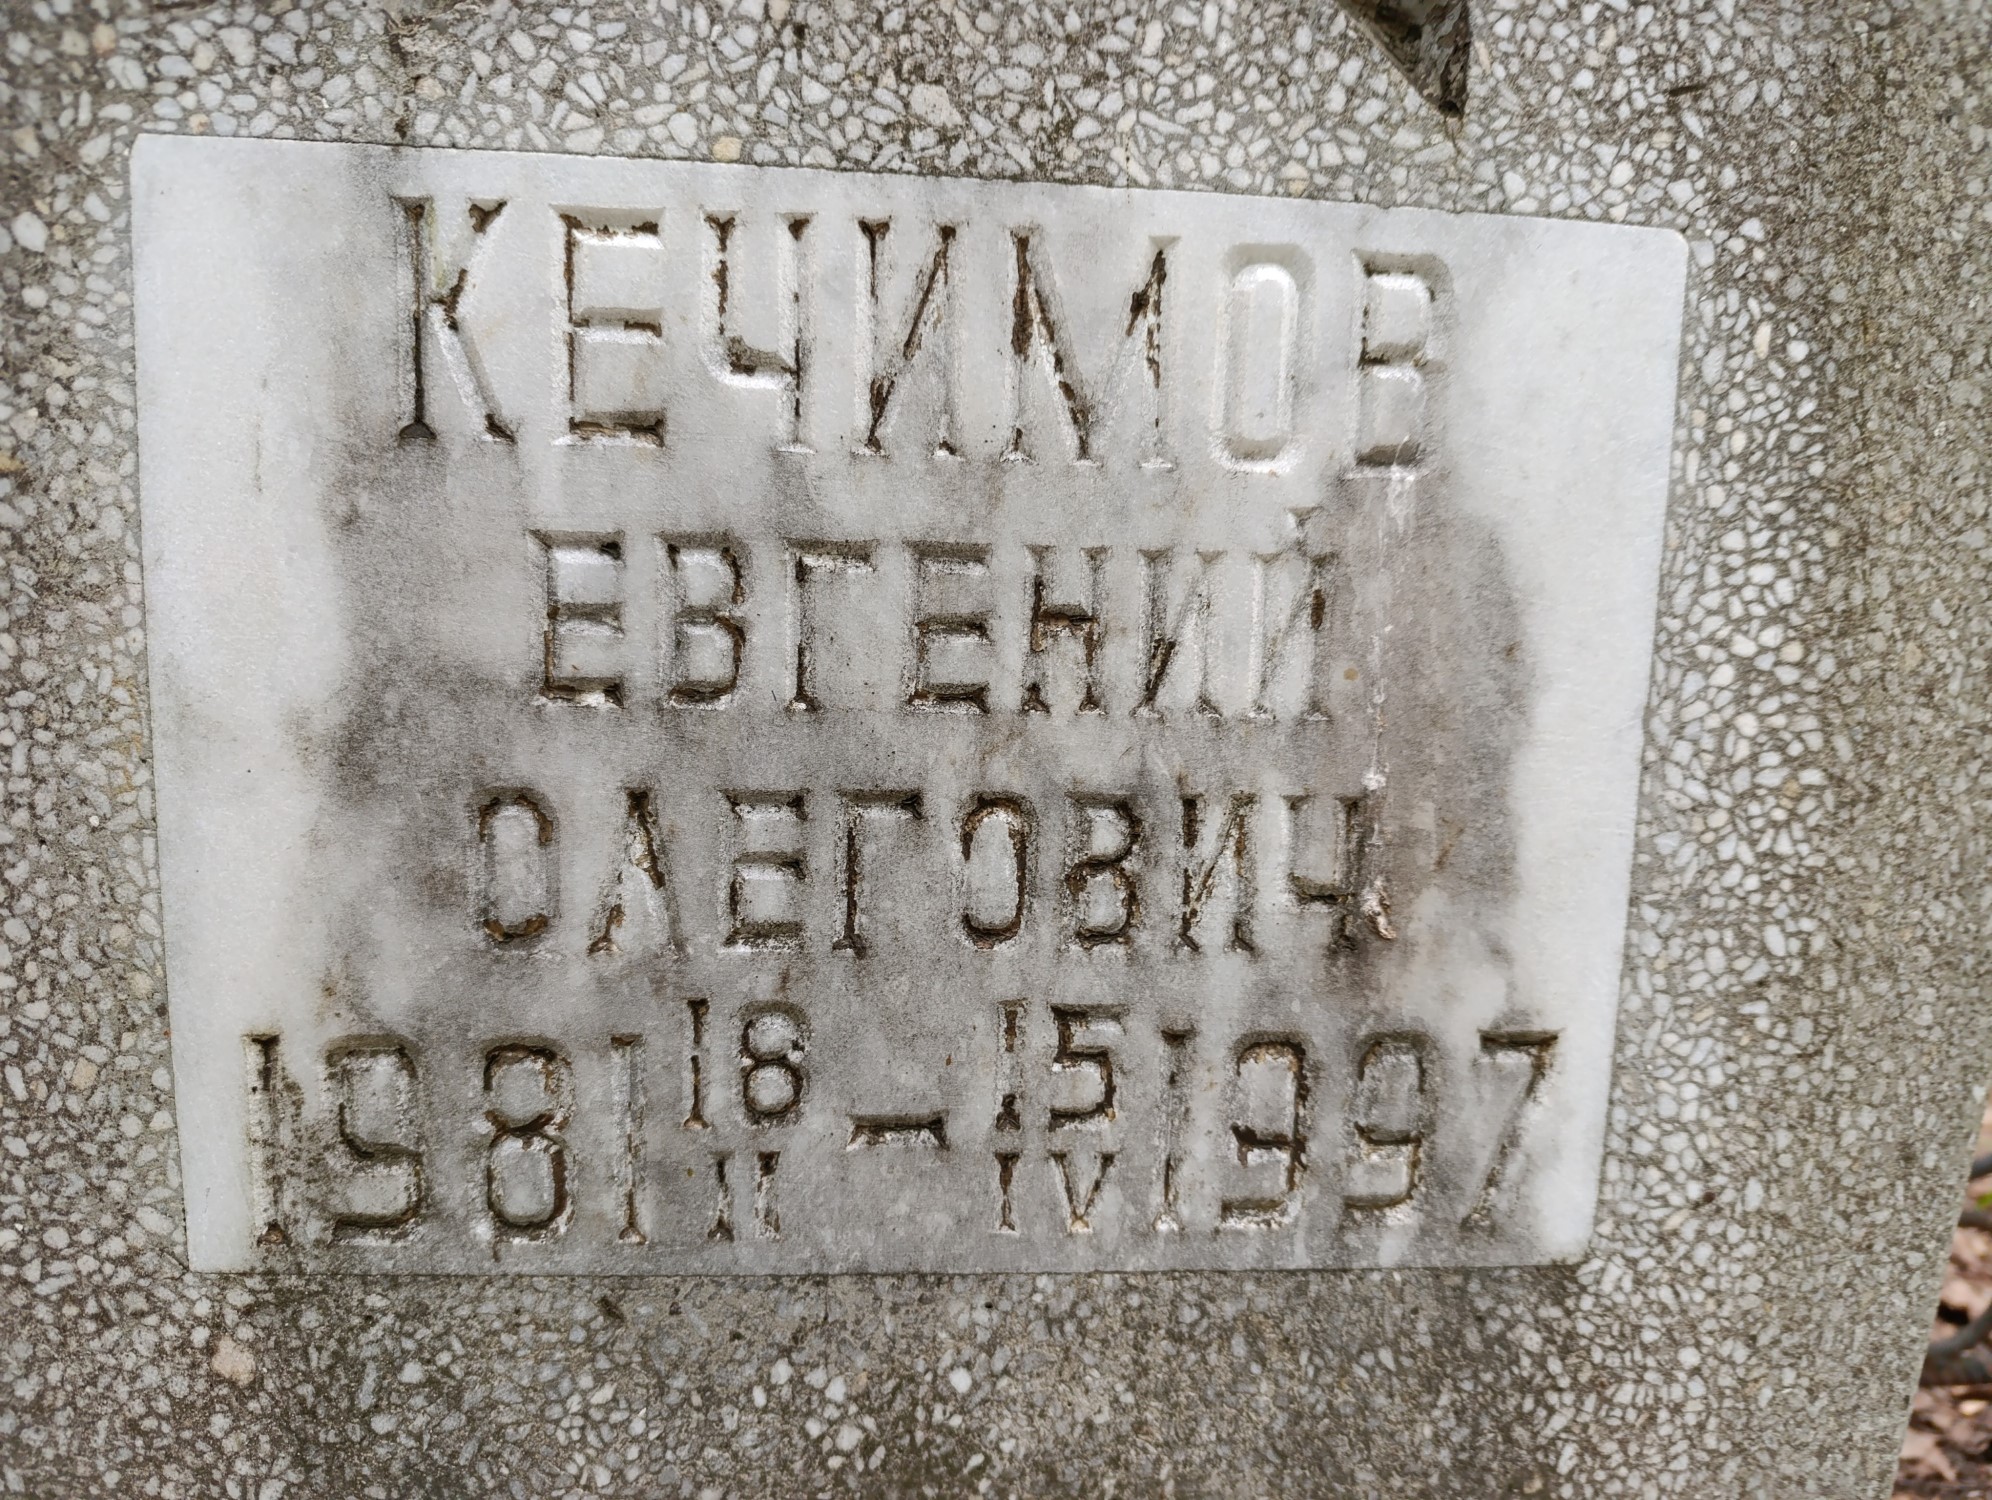 КЕЧИМОВ
ЕВГЕНИЙ
ОЛЕГОВИЧ
1981 18/II – 15/IV 1997